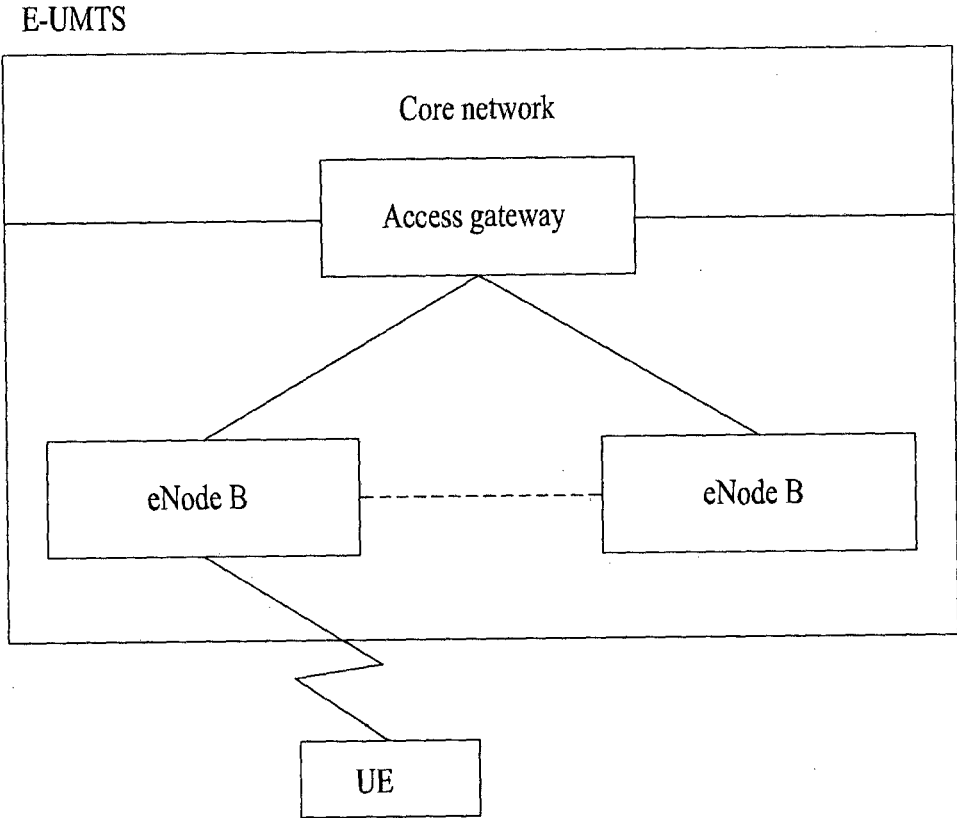 E-UMTS
Core network
Access gateway
eNode B
eNode B
UE